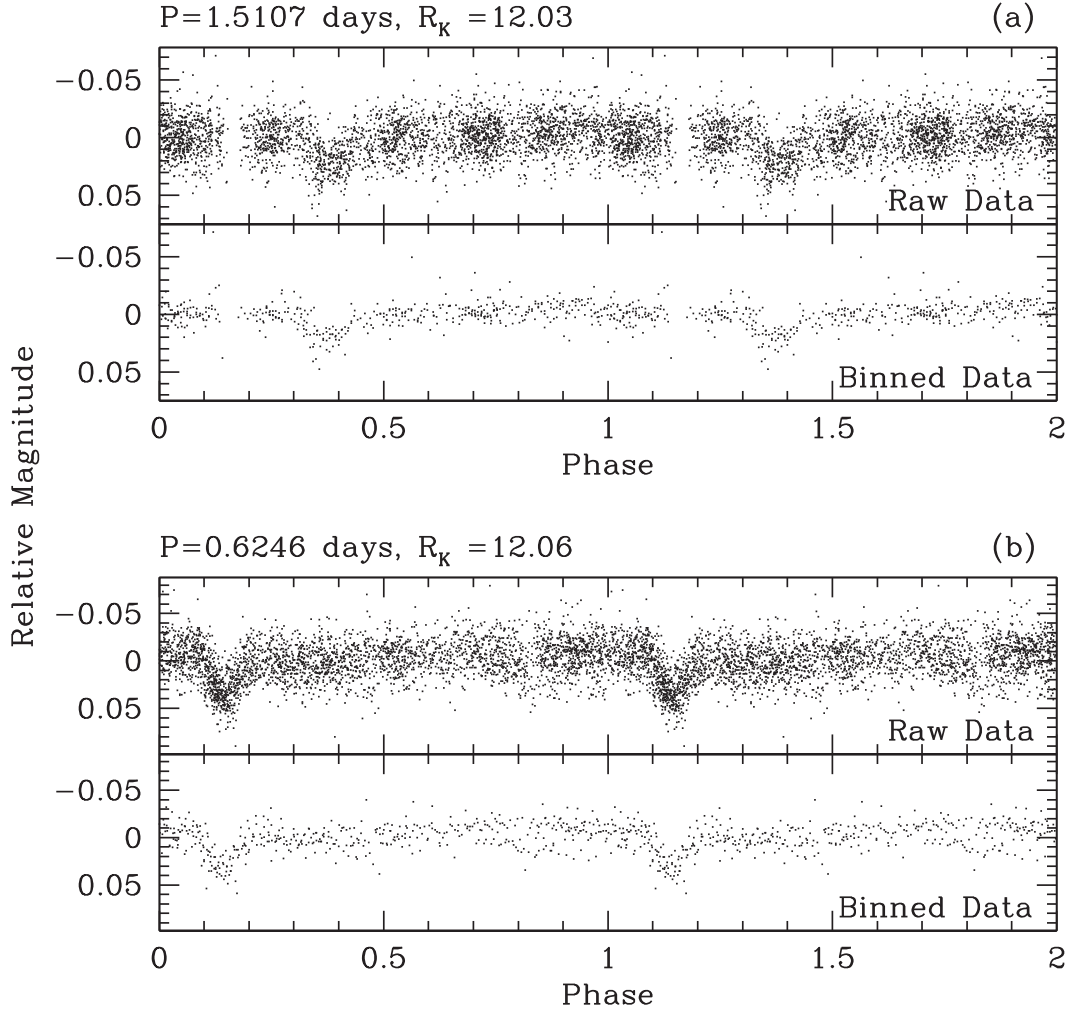 P=1.5107 days, R_K =12.03 (a)
−0.05
0
0.05
Raw Data
−0.05
0
0.05
Binned Data
0 0.5 1 1.5 2
Phase
Relative Magnitude
P=0.6246 days, R_K =12.06 (b)
−0.05
0
0.05
Raw Data
−0.05
0
0.05
Binned Data
0 0.5 1 1.5 2
Phase